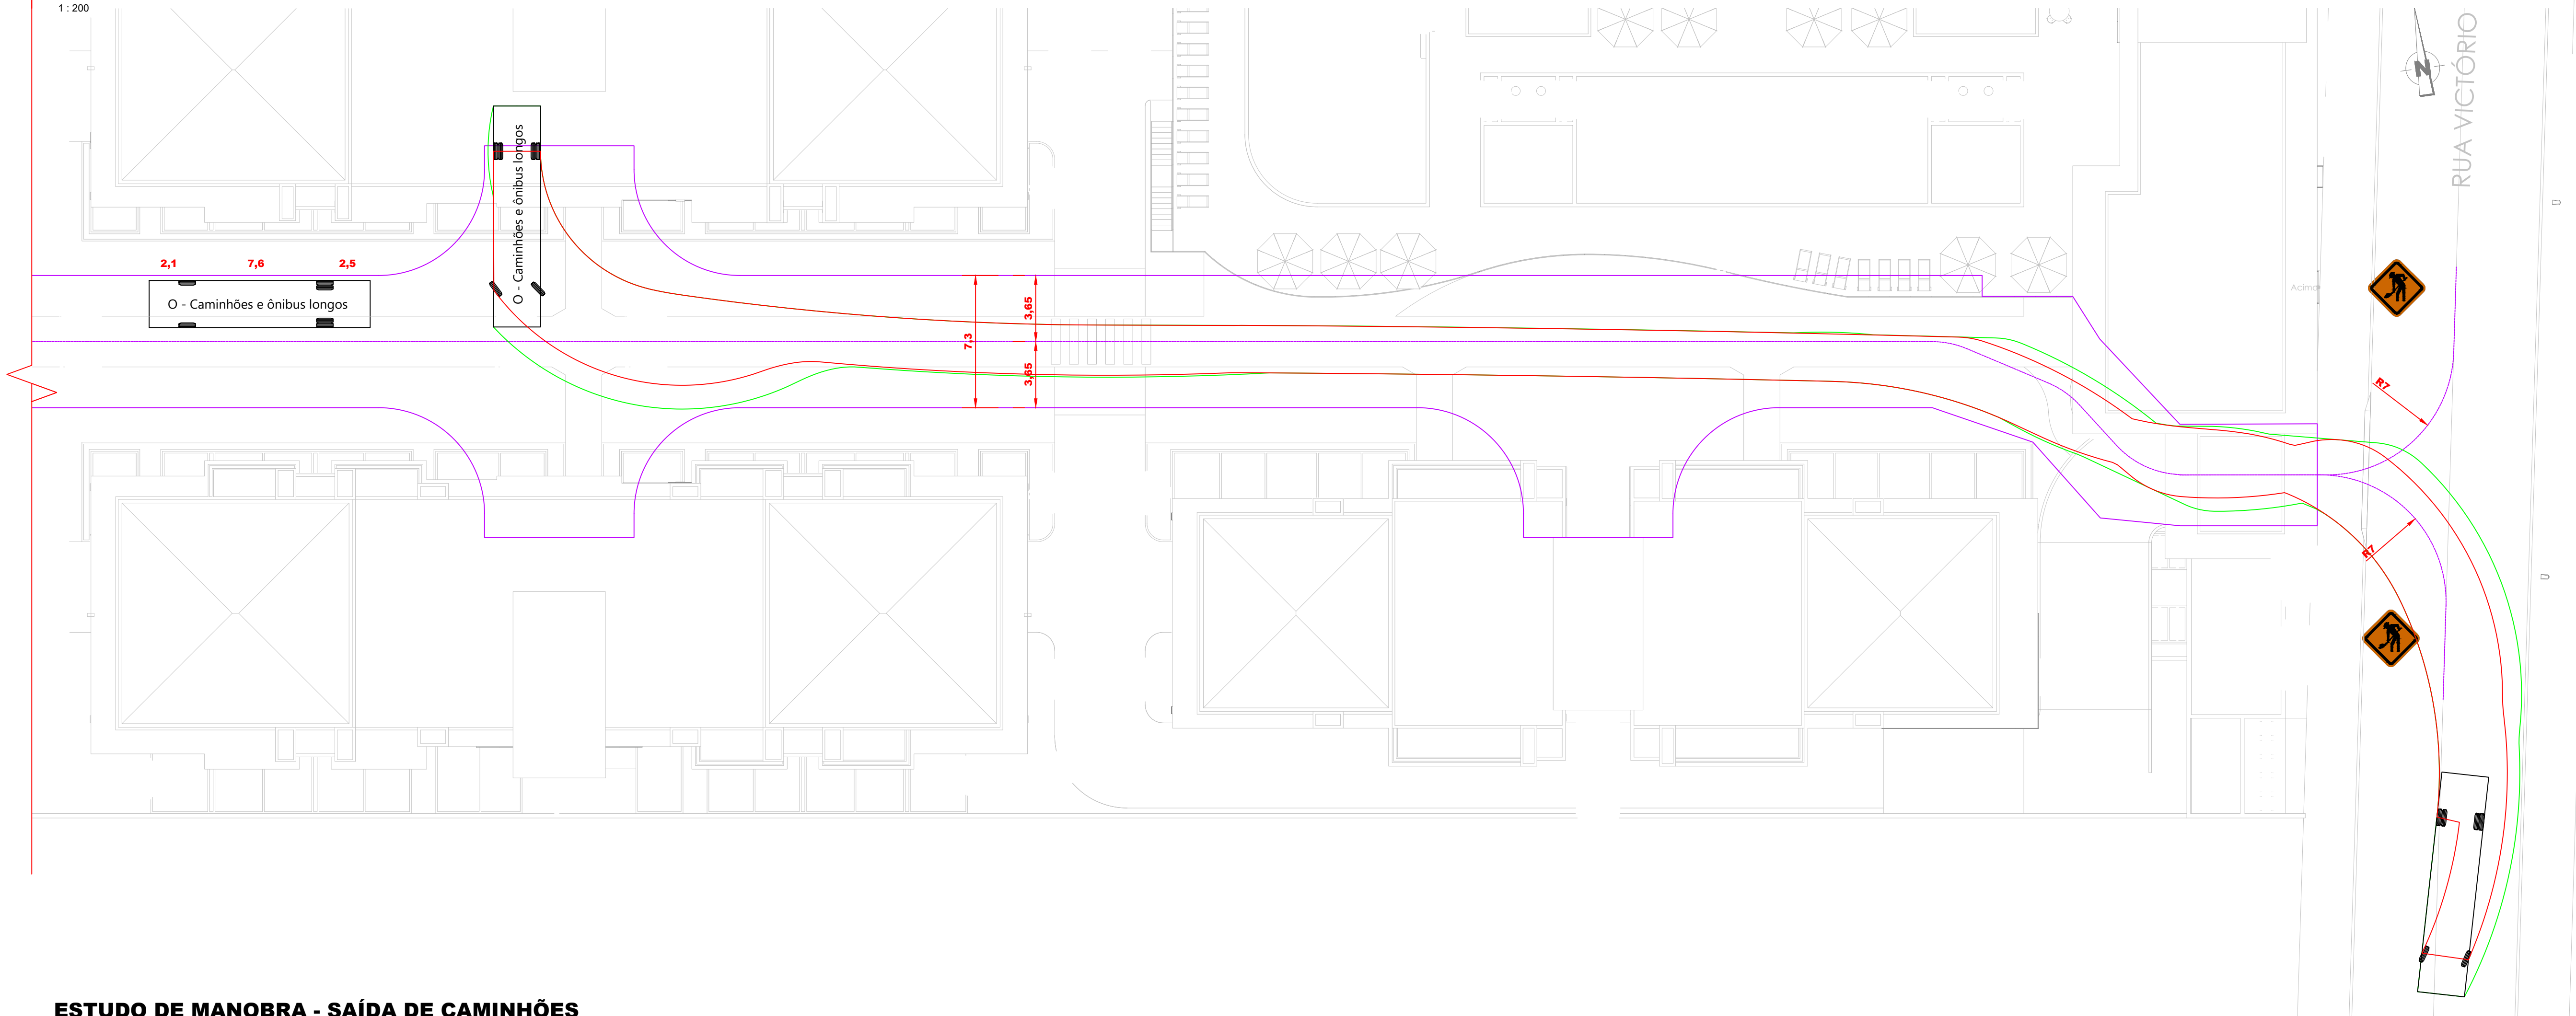 1 : 200
RUA VICTÓRIO
N
O - Caminhões e ônibus longos
2,1
7,6
2,5
O - Caminhões e ônibus longos
3,65
7,3
3,65
Acima
R7
R7
ESTUDO DE MANOBRA - SAÍDA DE CAMINHÕES